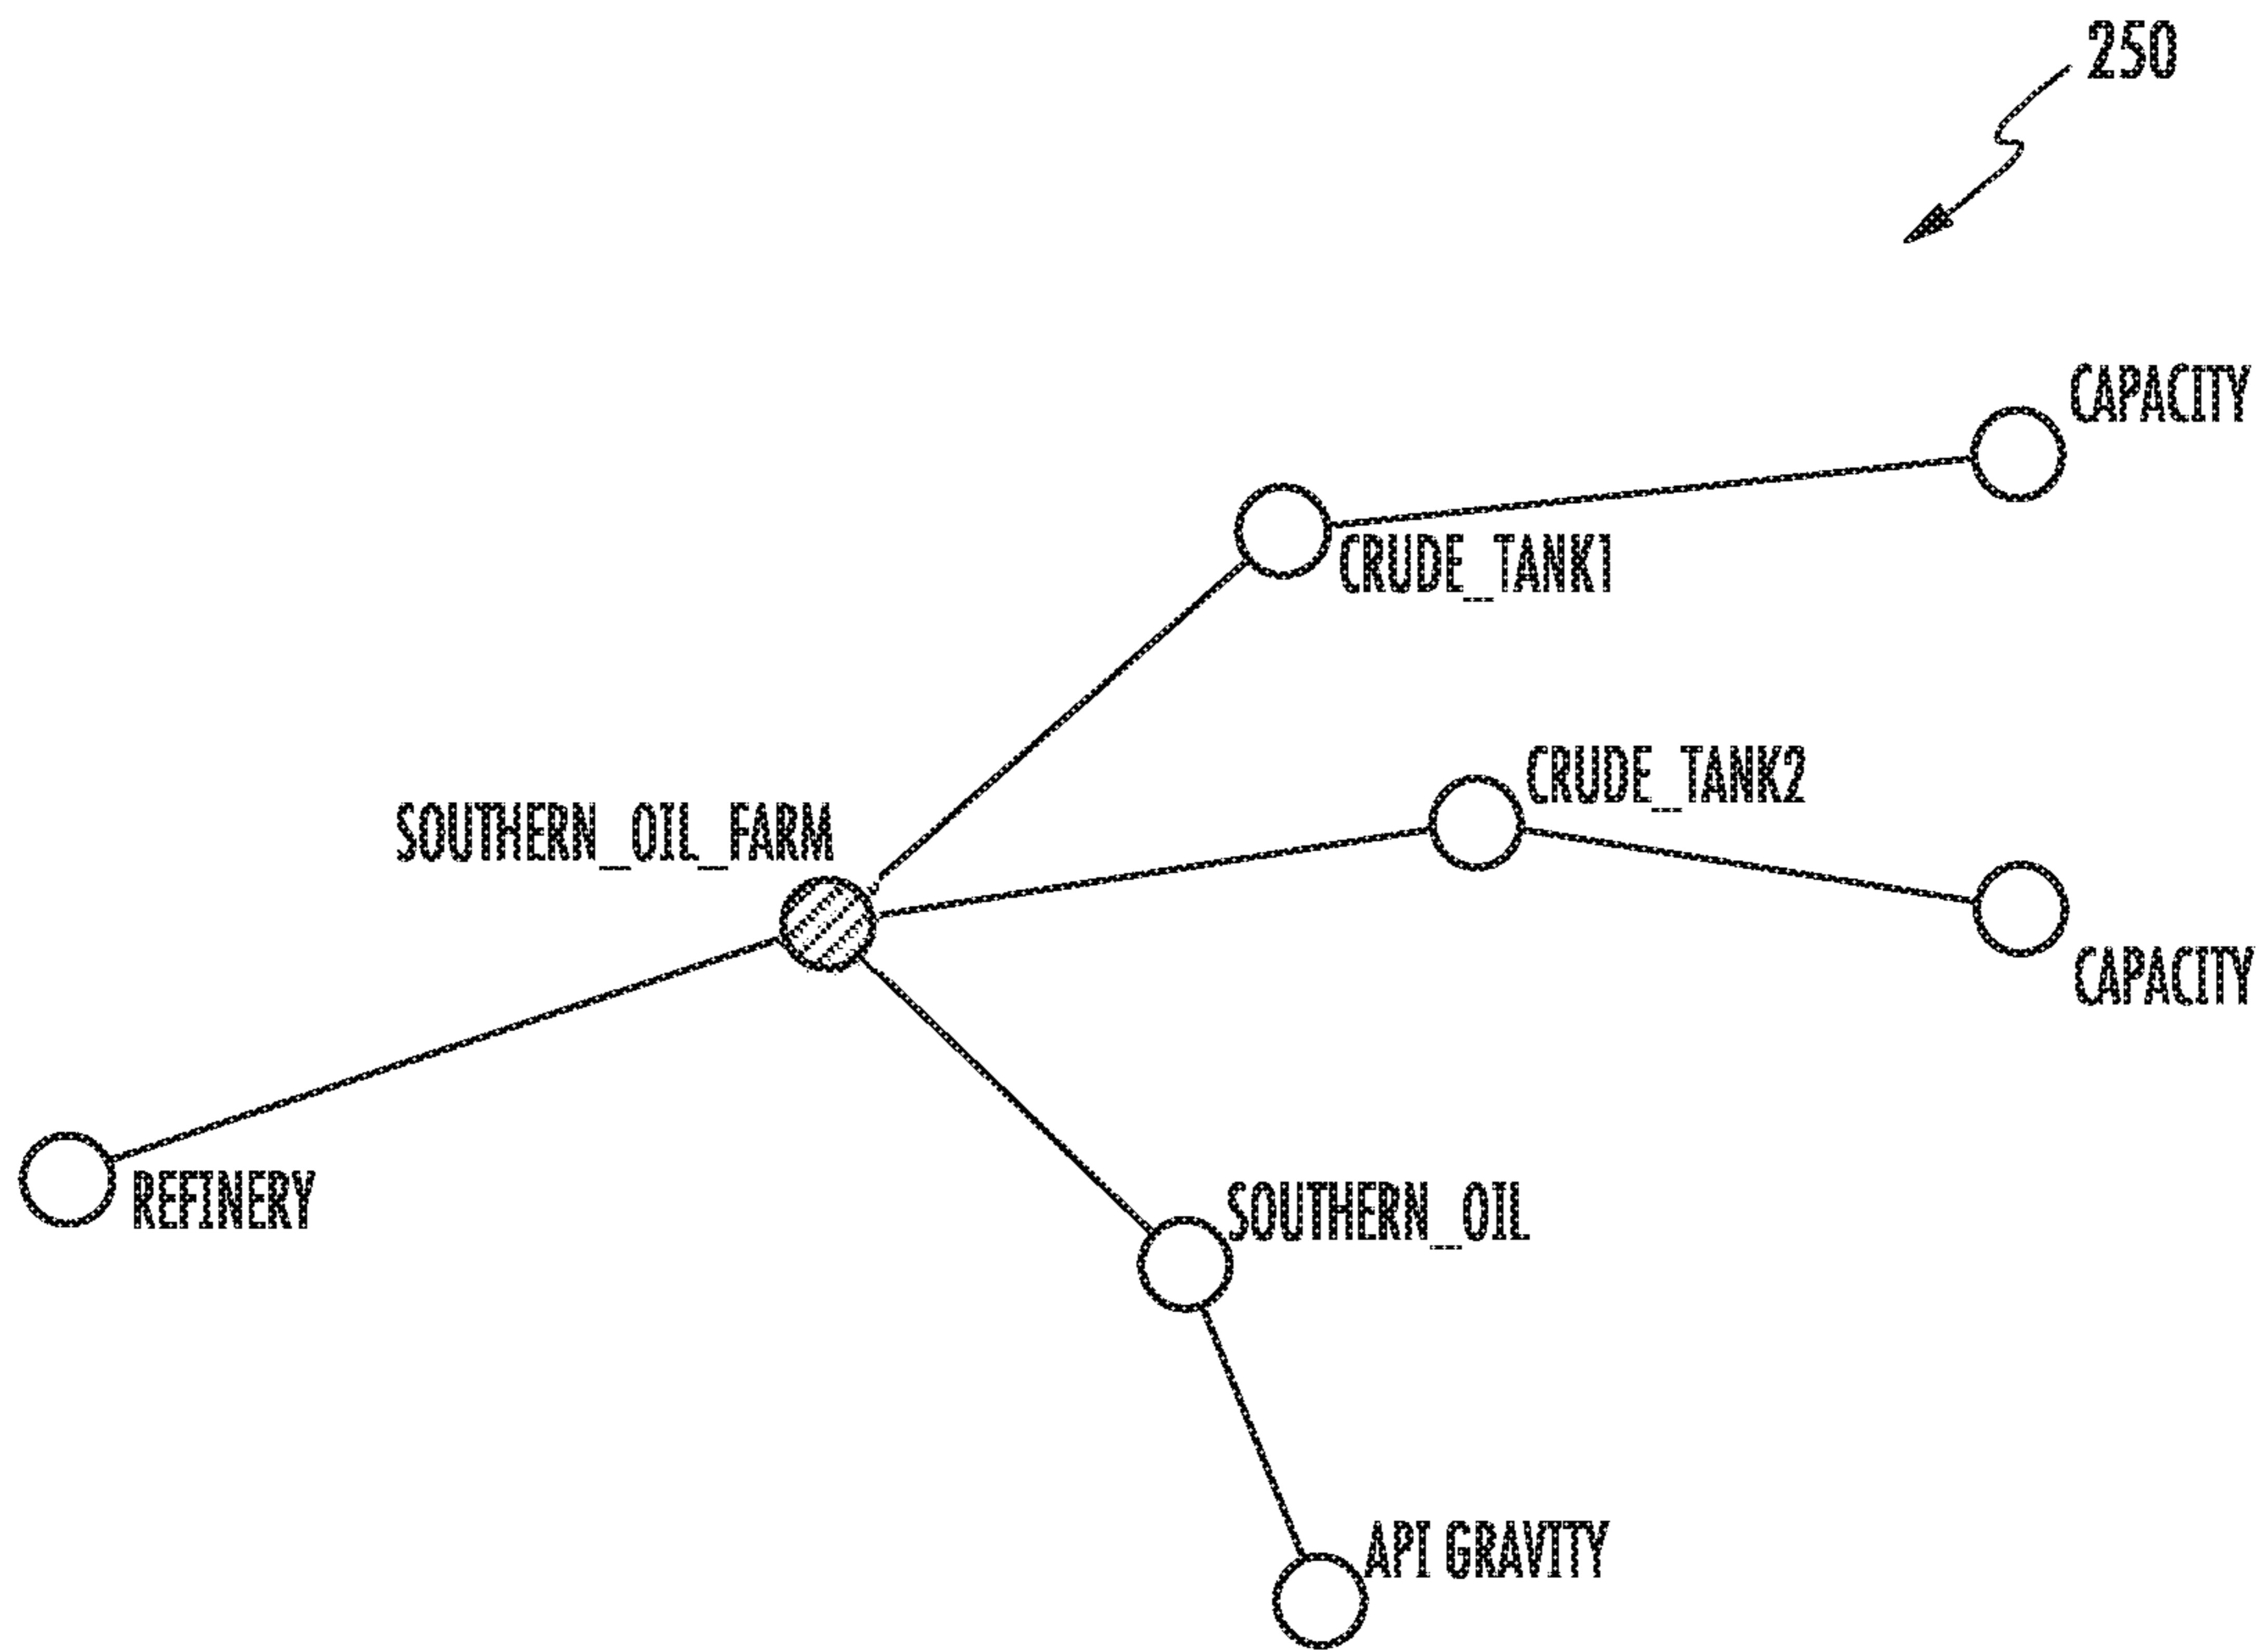 250
CAPACITY
CRUDE_TANK1
CRUDE_TANK2
SOUTHERN_OIL_FARM
CAPACITY
REFINERY
SOUTHERN_OIL
API GRAVITY